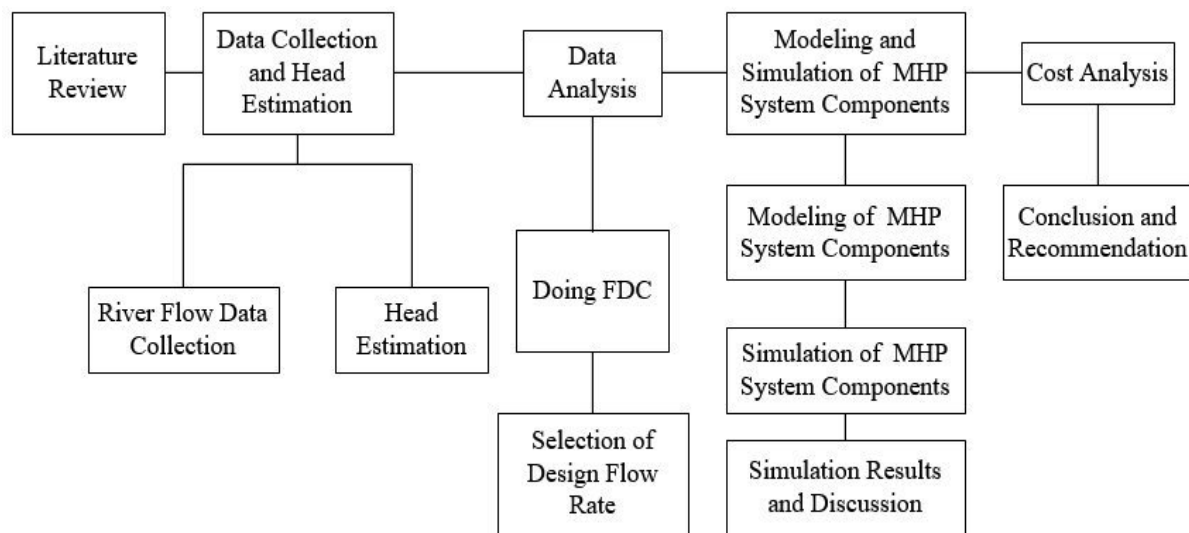 Literature
Review
Data Collection
and Head
Estimation
Data
Analysis
Modeling and
Simulation of MHP
System Components
Cost Analysis
River Flow Data
Collection
Head
Estimation
Doing FDC
Selection of
Design Flow
Rate
Modeling of MHP
System Components
Simulation of MHP
System Components
Simulation Results
and Discussion
Conclusion and
Recommendation